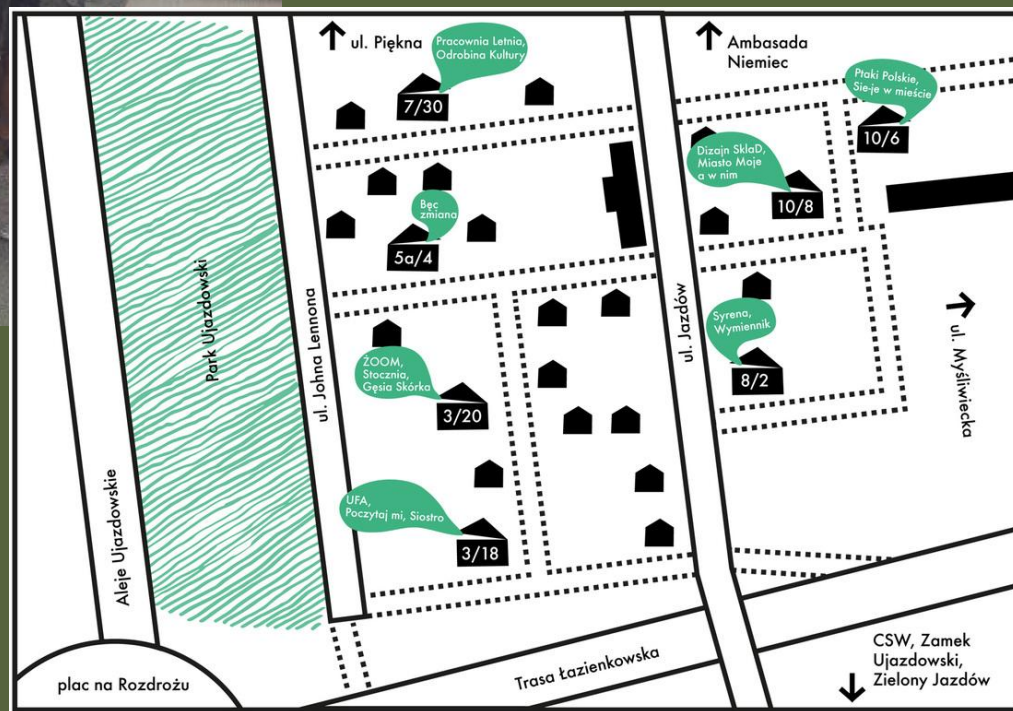 ul. Piękna
Pracownia Letnia,
Odrobina Kultury
7/30
Ambasada
Niemiec
Ptaki Polskie,
Sie-je w mieście
10/6
Dizajn SkłaD,
Miasto Moje
a w nim
10/8
Bęc
zmiana
5a/4
Park Ujazdowski
ul. Johna Lennona
ul. Jazdów
Syrena,
Wymiennik
8/2
ul. Myśliwiecka
ŻOOM,
Stocznia,
Gęsia Skórka
3/20
UFA,
Poczytaj mi, Siostro
3/18
Aleje Ujazdowskie
plac na Rozdrożu
Trasa Łazienkowska
CSW, Zamek
Ujazdowski,
Zielony Jazdów